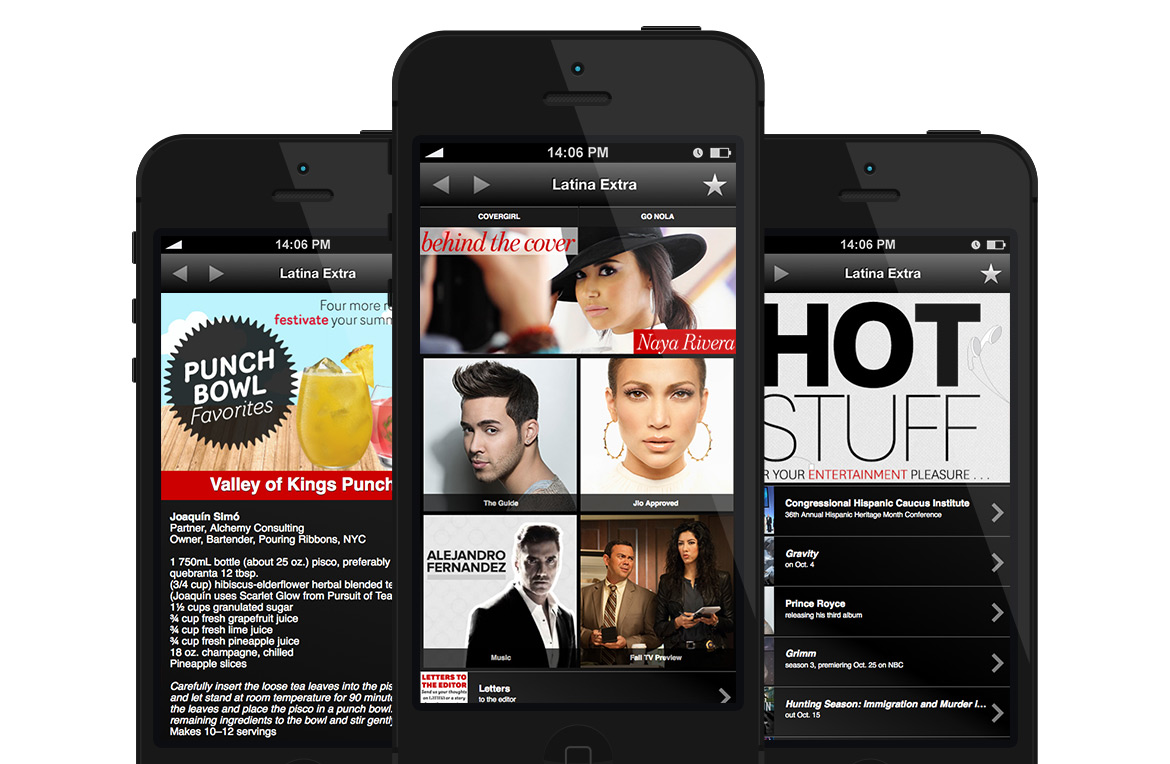 14:06 PM
Latina Extra
Four more r
festivate your summ
PUNCH
BOWL
Favorites
Valley of Kings Punch
Joaquín Simó
Partner, Alchemy Consulting
Owner, Bartender, Pouring Ribbons, NYC
1 750mL bottle (about 25 oz.) pisco, preferably
quebranta 12 tbsp.
(3/4 cup) hibiscus-elderflower herbal blended te
(Joaquín uses Scarlet Glow from Pursuit of Tea
1½ cups granulated sugar
¾ cup fresh grapefruit juice
¾ cup fresh lime juice
¾ cup fresh pineapple juice
18 oz. champagne, chilled
Pineapple slices
Carefully insert the loose tea leaves into the pis
and let stand at room temperature for 90 minute
the leaves and place the pisco in a punch bowl.
remaining ingredients to the bowl and stir gently
Makes 10–12 servings
14:06 PM
Latina Extra
COVERGIRL
GO NOLA
behind the cover
Naya Rivera
The Guide
Jlo Approved
ALEJANDRO
FERNANDEZ
Music
Fall TV Preview
LETTERS TO
THE EDITOR
Send us your thoughts
on LATINA or a story
Letters
to the editor
14:06 PM
Latina Extra
HOT
STUFF
R YOUR ENTERTAINMENT PLEASURE . . .
Congressional Hispanic Caucus Institute
36th Annual Hispanic Heritage Month Conference
Gravity
on Oct. 4
Prince Royce
releasing his third album
Grimm
season 3, premiering Oct. 25 on NBC
Hunting Season: Immigration and Murder i...
out Oct. 15